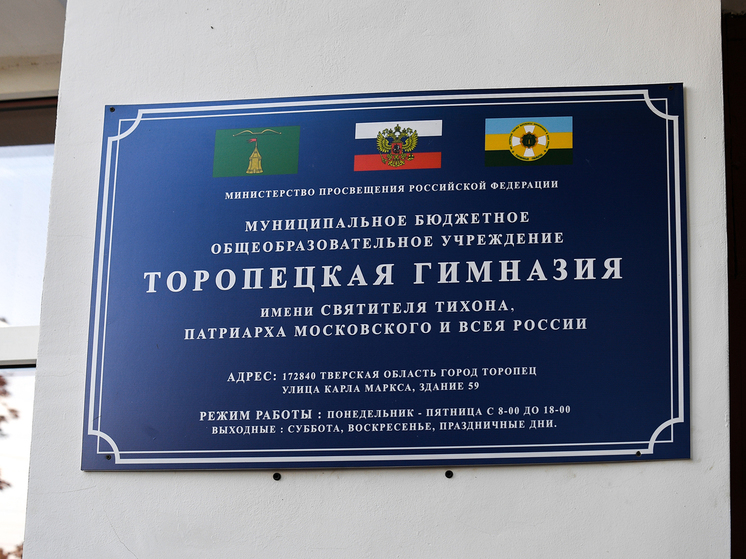 МИНИСТЕРСТВО ПРОСВЕЩЕНИЯ РОССИЙСКОЙ ФЕДЕРАЦИИ
МУНИЦИПАЛЬНОЕ БЮДЖЕТНОЕ
ОБЩЕОБРАЗОВАТЕЛЬНОЕ УЧРЕЖДЕНИЕ
ТОРОПЕЦКАЯ ГИМНАЗИЯ
ИМЕНИ СВЯТИТЕЛЯ ТИХОНА,
ПАТРИАРХА МОСКОВСКОГО И ВСЕЯ РОССИИ
АДРЕС: 172840 ТВЕРСКАЯ ОБЛАСТЬ ГОРОД ТОРОПЕЦ
УЛИЦА КАРЛА МАРКСА, ЗДАНИЕ 59
РЕЖИМ РАБОТЫ : ПОНЕДЕЛЬНИК - ПЯТНИЦА С 8-00 ДО 18-00
ВЫХОДНЫЕ : СУББОТА, ВОСКРЕСЕНЬЕ, ПРАЗДНИЧНЫЕ ДНИ.